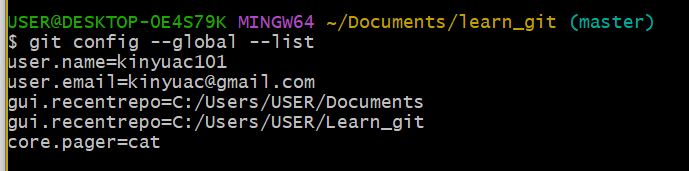 USER@DESKTOP-OE4S79K MINGW64 ~/Documents/learn_git (master)
$ git config --global --list
user.name=kinyuac101
user.email=kinyuac@gmail.com
gui.recentrepo=C:/Users/USER/Documents
gui.recentrepo=C:/Users/USER/Learn_git
core.pager=cat